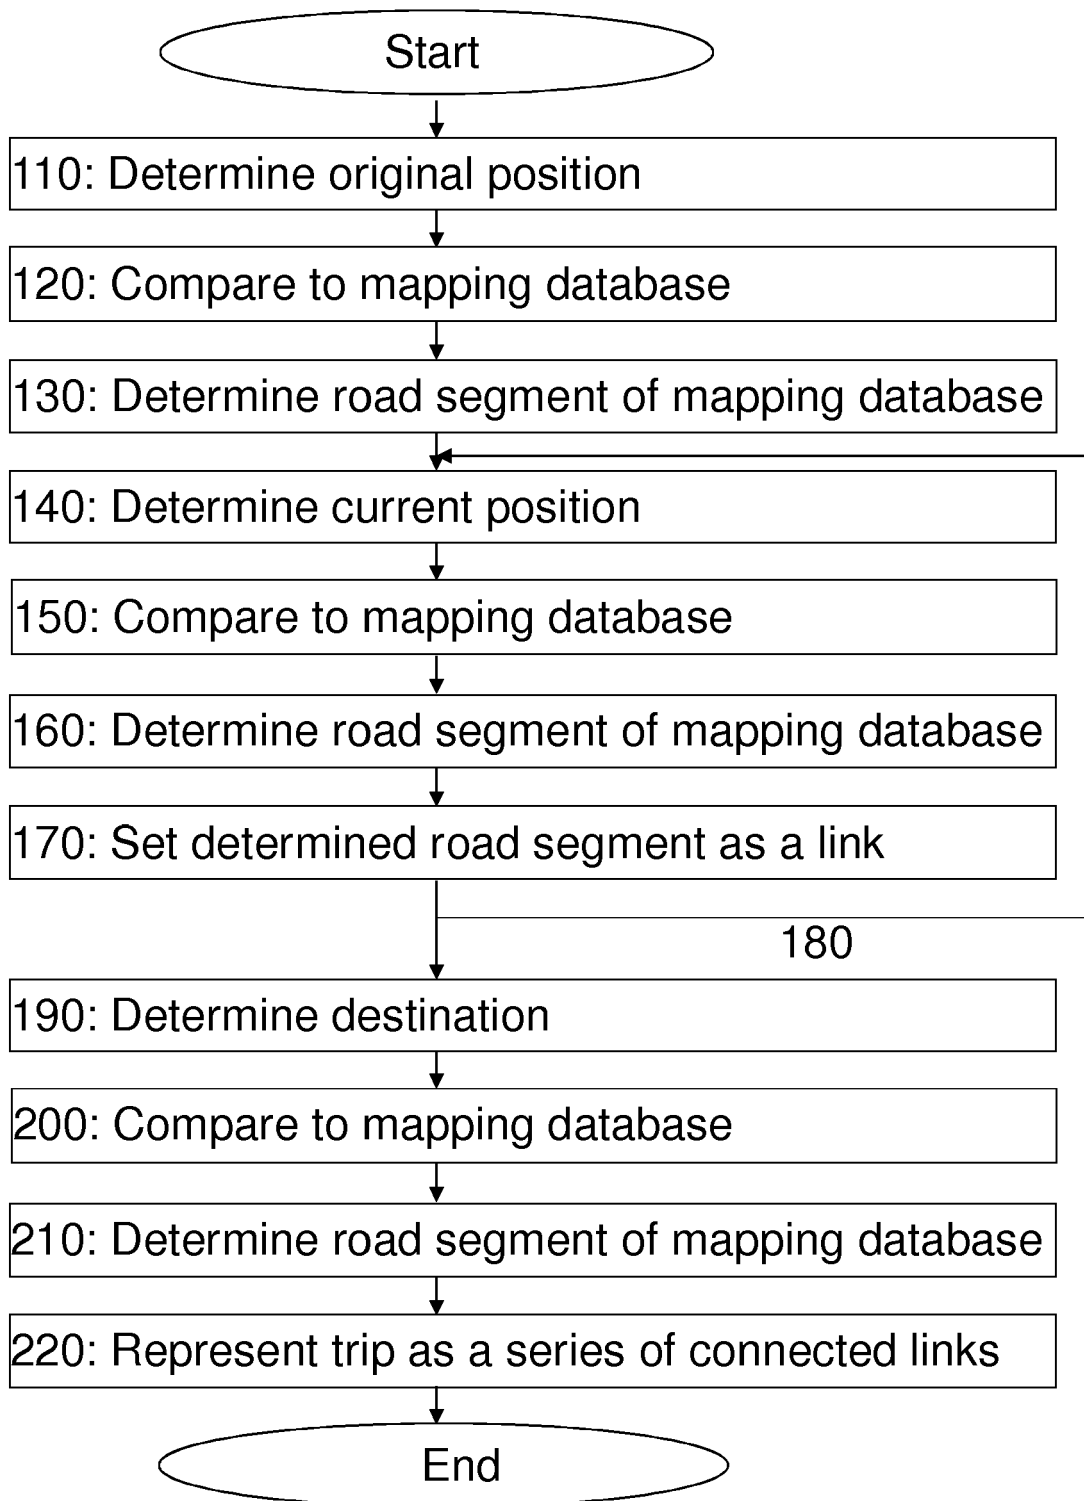 Start
110: Determine original position
120: Compare to mapping database
130: Determine road segment of mapping database
140: Determine current position
150: Compare to mapping database
160: Determine road segment of mapping database
170: Set determined road segment as a link
180
190: Determine destination
200: Compare to mapping database
210: Determine road segment of mapping database
220: Represent trip as a series of connected links
End